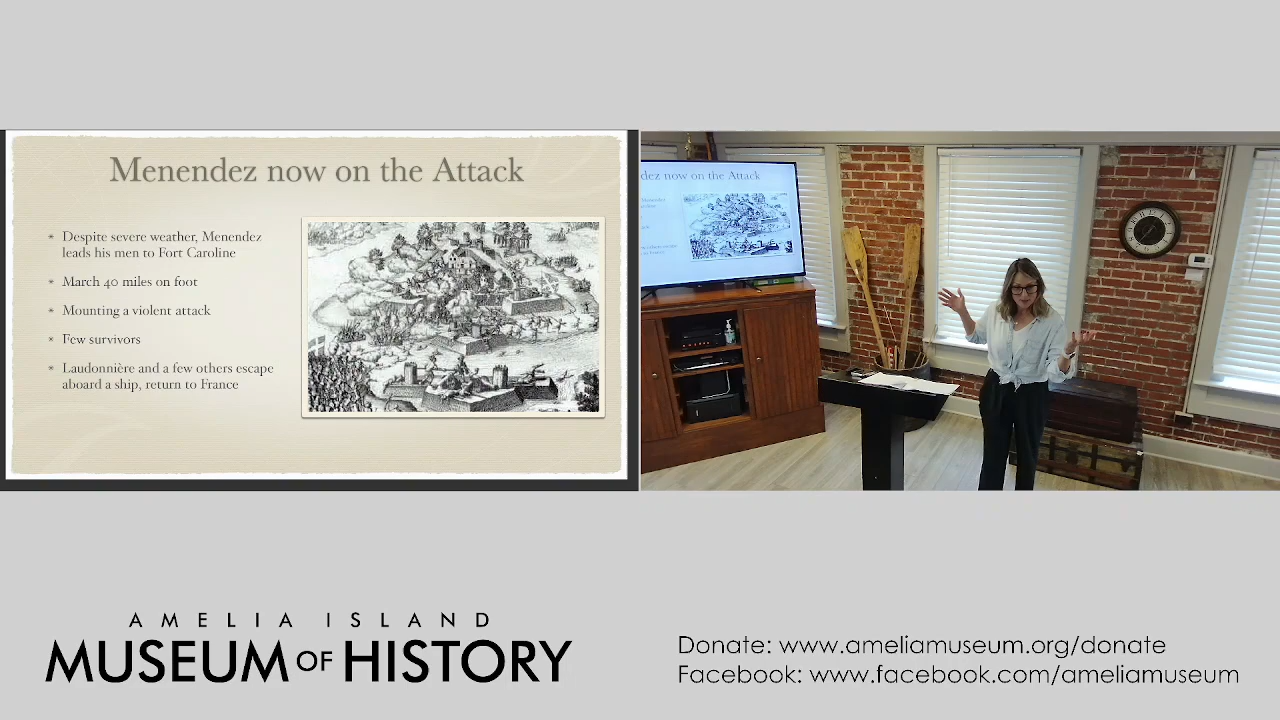 Menendez now on the Attack
* Despite severe weather, Menendez
leads his men to Fort Caroline
* March 40 miles on foot
* Mounting a violent attack
* Few survivors
* Laudonnière and a few others escape
aboard a ship, return to France
dez now on the Attack
Menendez
AMELIA ISLAND
MUSEUM OF HISTORY
Donate: www.ameliamuseum.org/donate
Facebook: www.facebook.com/ameliamuseum